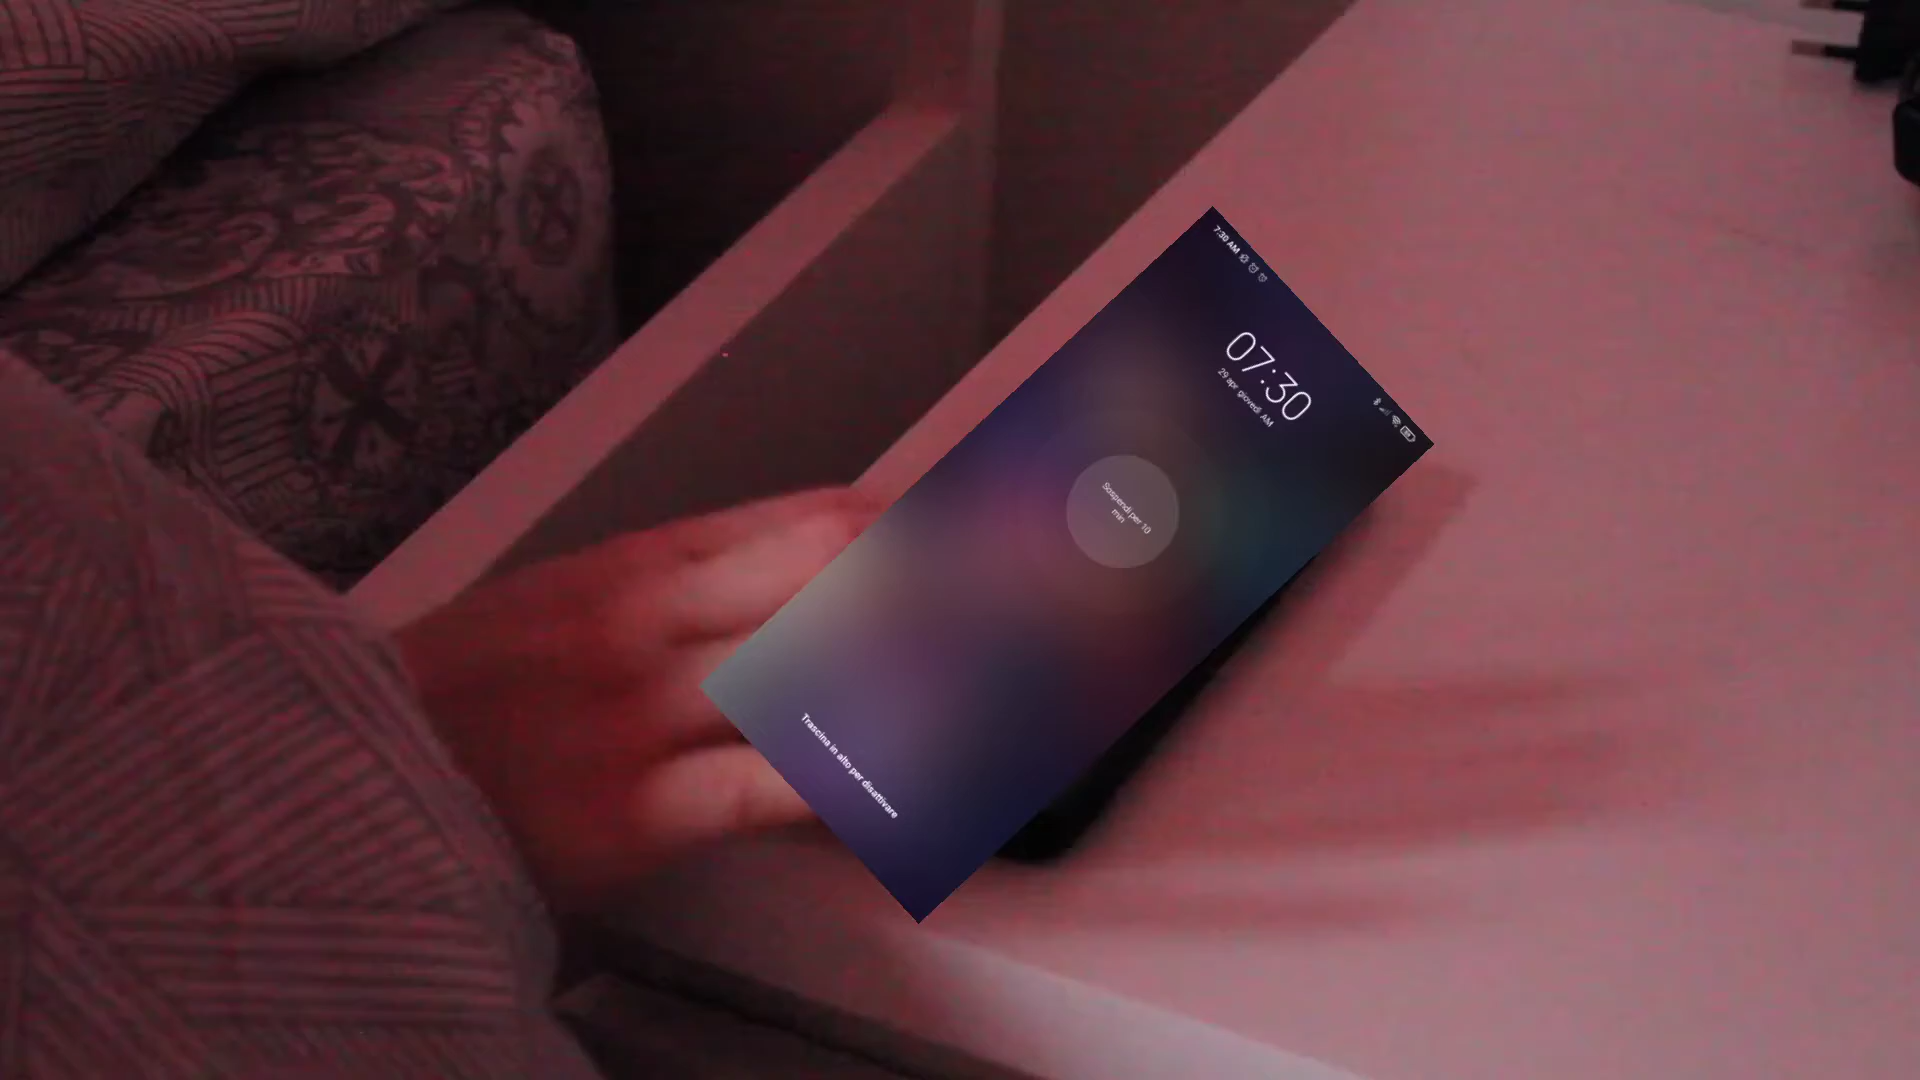 7:30 AM
07:30
29 apr giovedì AM
Sospendi per 10
min
Trascina in alto per disattivare